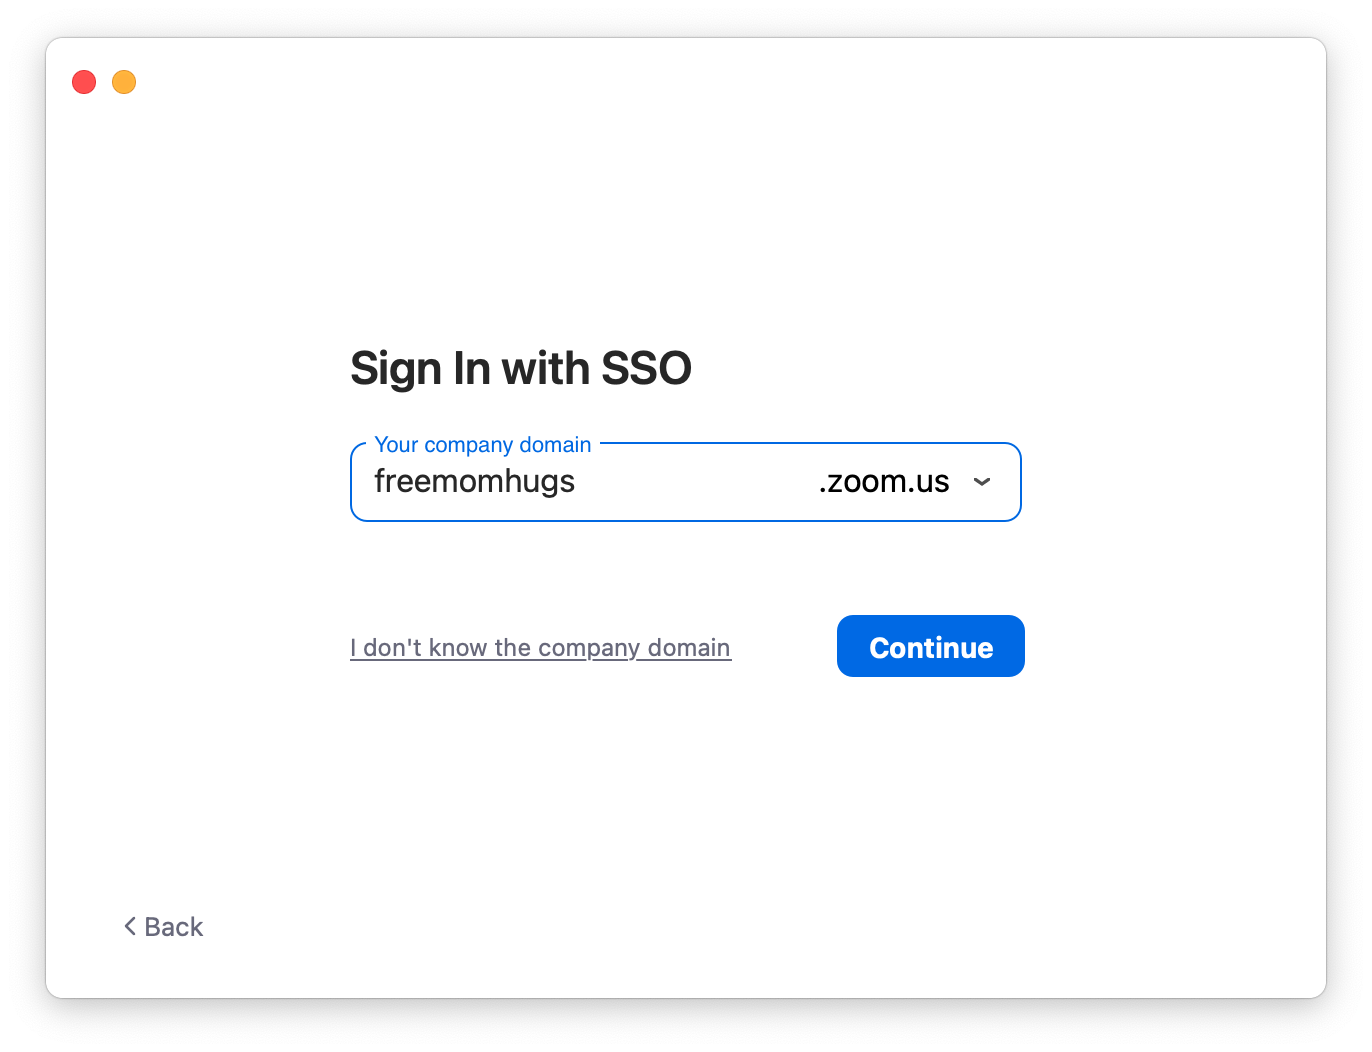 Sign In with SSO
Your company domain
freemomhugs .zoom.us
I don't know the company domain
Continue
Back